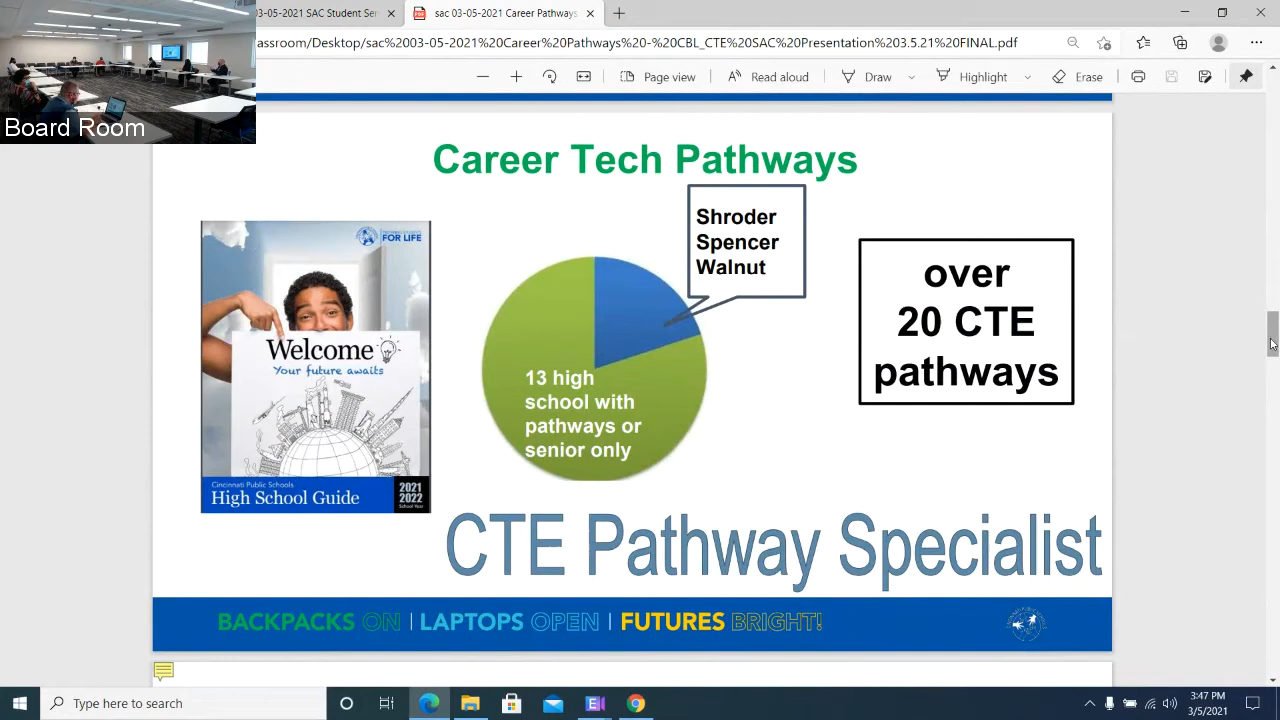 03-05-2021 SAC Student Ser
sac 03-05-2021 Career Pathways
assroom/Desktop/sac%2003-05-2021%20Career%20Pathways%20-%20CBL_CTE%20SAC%20Presentation%203.5.21%20FINAL.pdf
Page view
Read aloud
Draw
Highlight
Erase
Board Room
Career Tech Pathways
Shroder
Spencer
Walnut
FOR LIFE
Welcome
Your future awaits
Cincinnati Public Schools
High School Guide
2021
2022
School Year
13 high
school with
pathways or
senior only
over
20 CTE
pathways
CTE Pathway Specialist
BACKPACKS ON | LAPTOPS OPEN | FUTURES BRIGHT!
Type here to search
3:47 PM
3/5/2021